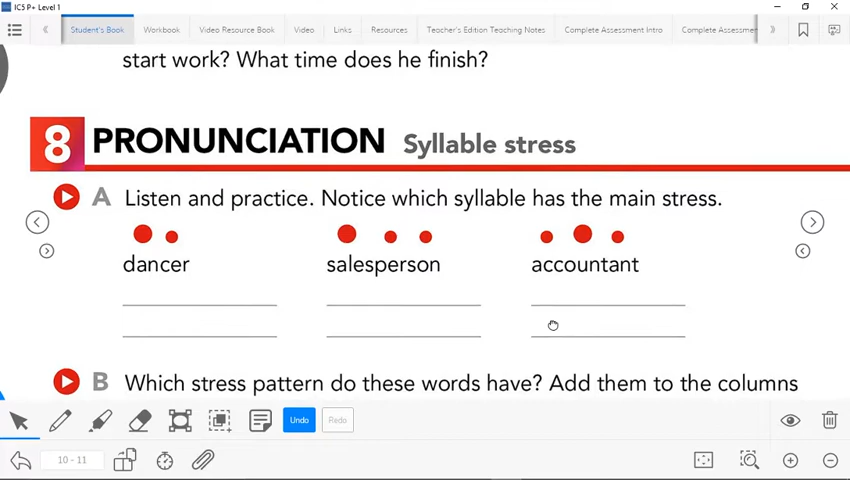 IC5 P+ Level 1
Student's Book Workbook Video Resource Book Video Links Resources Teacher's Edition Teaching Notes Complete Assessment Intro Complete Assessmen
start work? What time does he finish?
8 PRONUNCIATION Syllable stress
A Listen and practice. Notice which syllable has the main stress.
dancer salesperson accountant
B Which stress pattern do these words have? Add them to the columns
Undo Redo
10 - 11